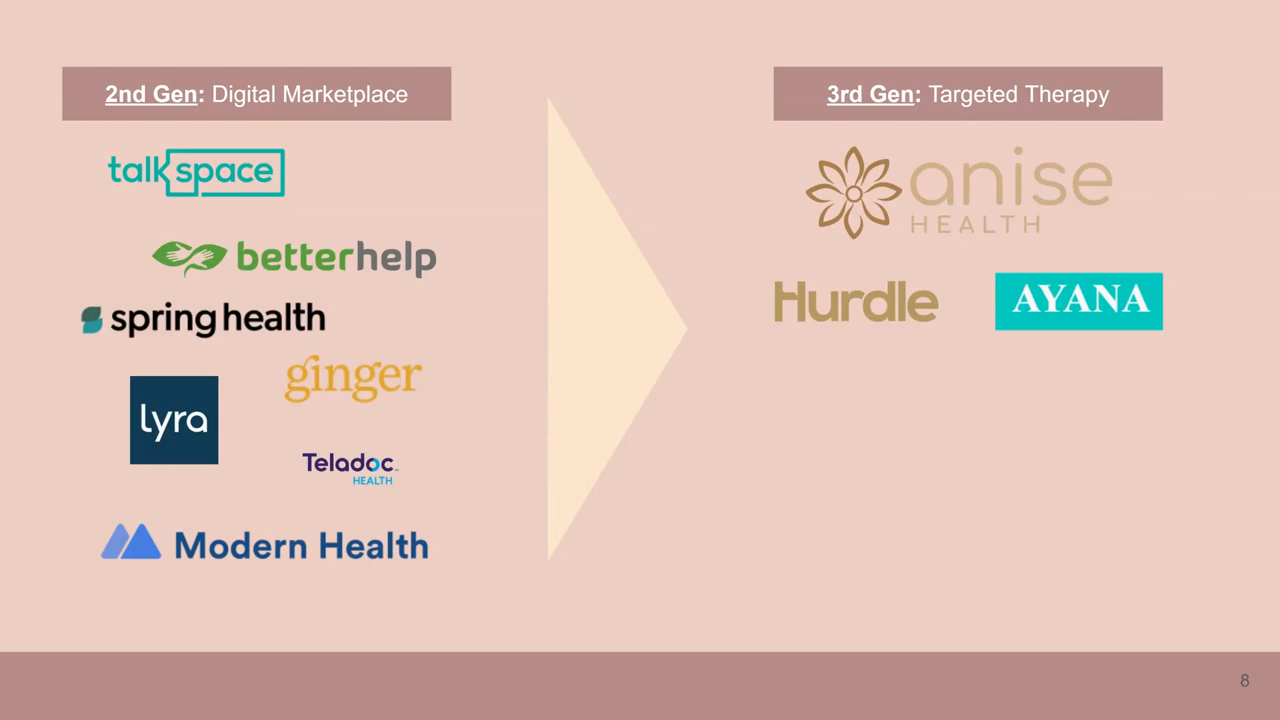 2nd Gen: Digital Marketplace
talkspace
betterhelp
spring health
ginger
lyra
Teladoc™
HEALTH
Modern Health
3rd Gen: Targeted Therapy
anise
HEALTH
Hurdle
AYANA
8